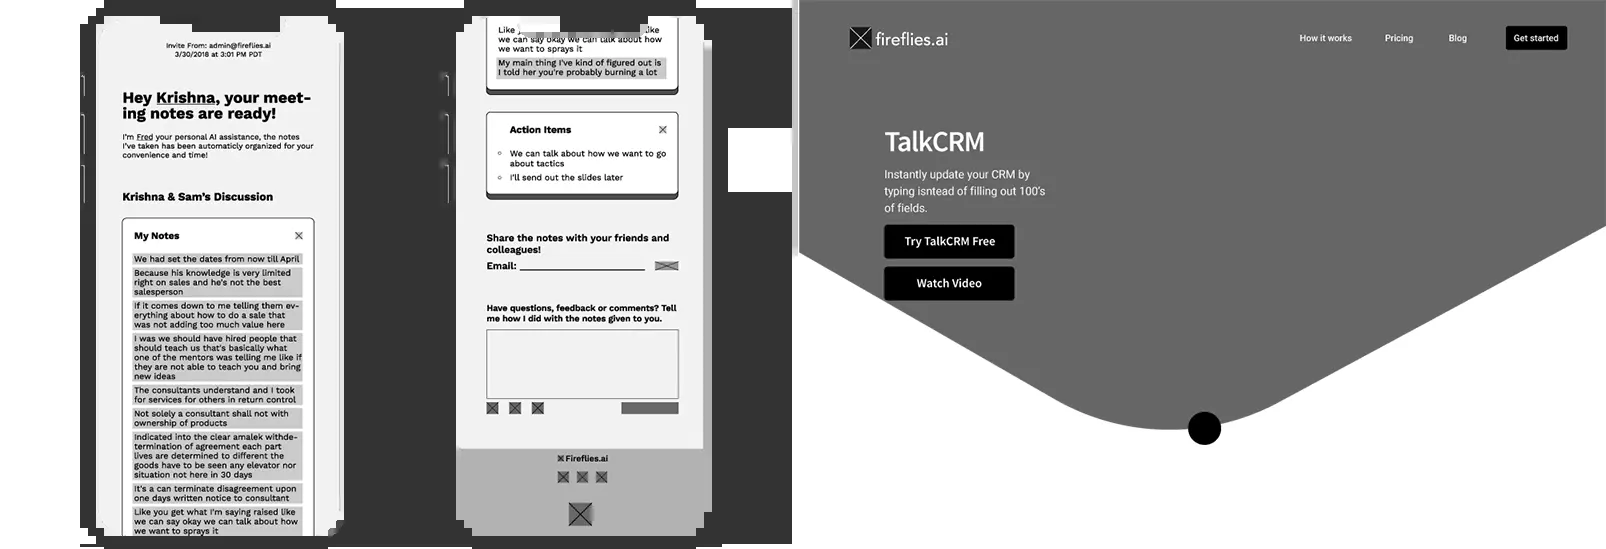 Invite From: admin@fireflies.ai
3/30/2018 at 3:01 PM PDT
Hey Krishna, your meet-
ing notes are ready!
I'm Fred your personal AI assistance, the notes
I've taken has been automaticly organized for your
convenience and time!
Krishna & Sam's Discussion
My Notes
We had set the dates from now till April
Because his knowledge is very limited
right on sales and he's not the best
salesperson
If it comes down to me telling them ev-
erything about how to do a sale that
was not adding too much value here
I was we should have hired people that
should teach us that's basically what
one of the mentors was telling me like if
they are not able to teach you and bring
new ideas
The consultants understand and I took
for services for others in return control
Not solely a consultant shall not with
ownership of products
Indicated into the clear amalek withde-
termination of agreement each part
lives are determined to different the
goods have to be seen any elevator nor
situation not here in 30 days
It's a can terminate disagreement upon
one days written notice to consultant
Like you get what I'm saying raised like
we can say okay we can talk about how
we want to sprays it
Like like
we can say okay we can talk about how
we want to sprays it
My main thing I've kind of figured out is
I told her you're probably burning a lot
Action Items
We can talk about how we want to go
about tactics
I'll send out the slides later
Share the notes with your friends and
colleagues!
Email:
Have questions, feedback or comments? Tell
me how I did with the notes given to you.
Fireflies.ai
fireflies.ai
How it works
Pricing
Blog
Get started
TalkCRM
Instantly update your CRM by
typing isntead of filling out 100's
of fields.
Try TalkCRM Free
Watch Video